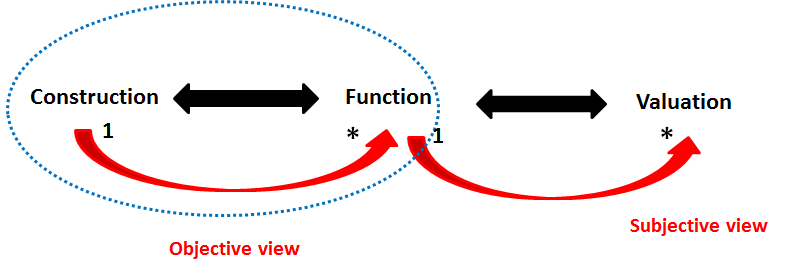 Construction
Function
Valuation
1
*
1
*
Objective view
Subjective view